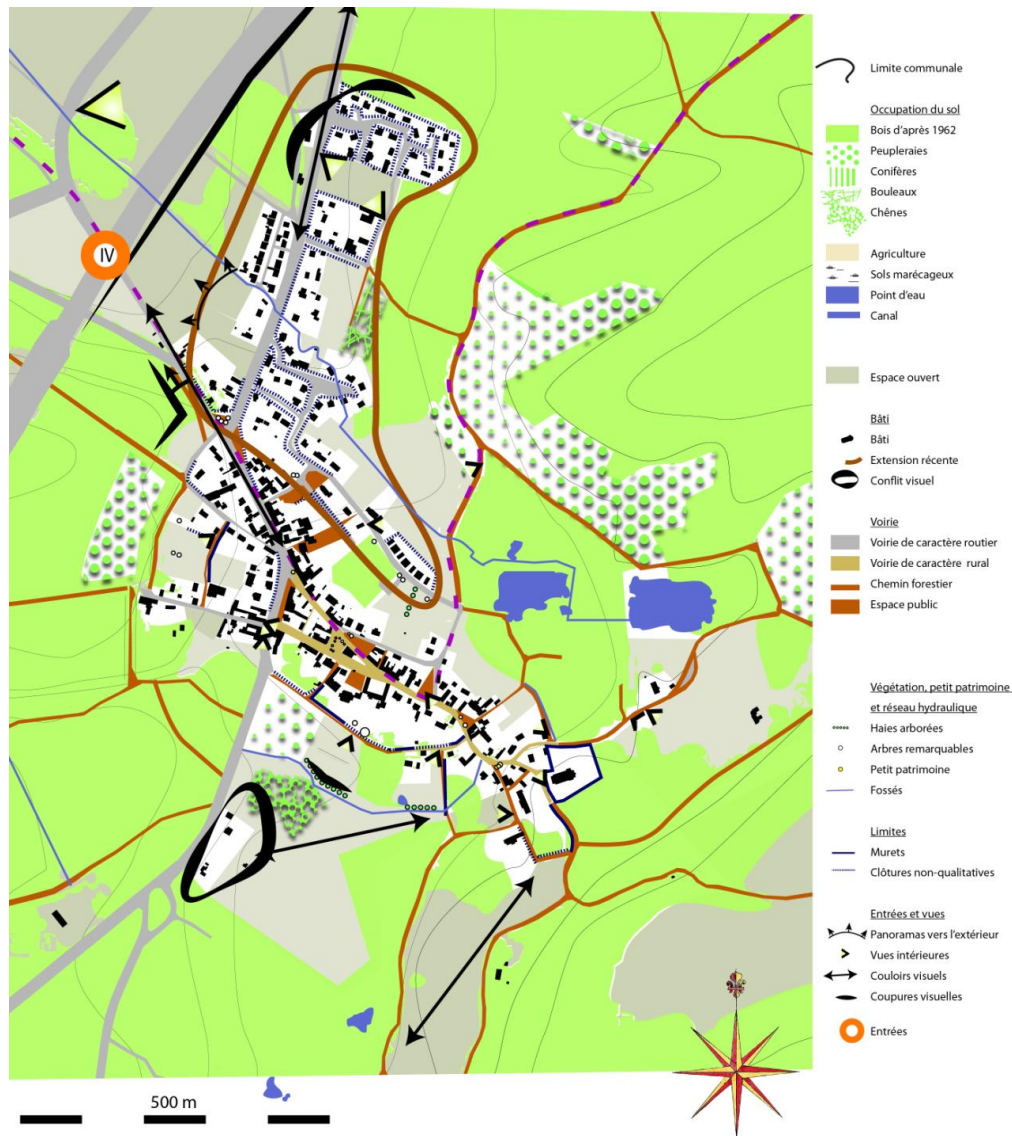 IV
500 m
Limite communale
Occupation du sol
Bois d'après 1962
Peupleraies
Conifères
Bouleaux
Chênes
Agriculture
Sols marécageux
Point d'eau
Canal
Espace ouvert
Bâti
Bâti
Extension récente
Conflit visuel
Voirie
Voirie de caractère routier
Voirie de caractère rural
Chemin forestier
Espace public
Végétation, petit patrimoine
et réseau hydraulique
Haies arborées
Arbres remarquables
Petit patrimoine
Fossés
Limites
Murets
Clôtures non-qualitatives
Entrées et vues
Panoramas vers l'extérieur
Vues intérieures
Couloirs visuels
Coupures visuelles
Entrées